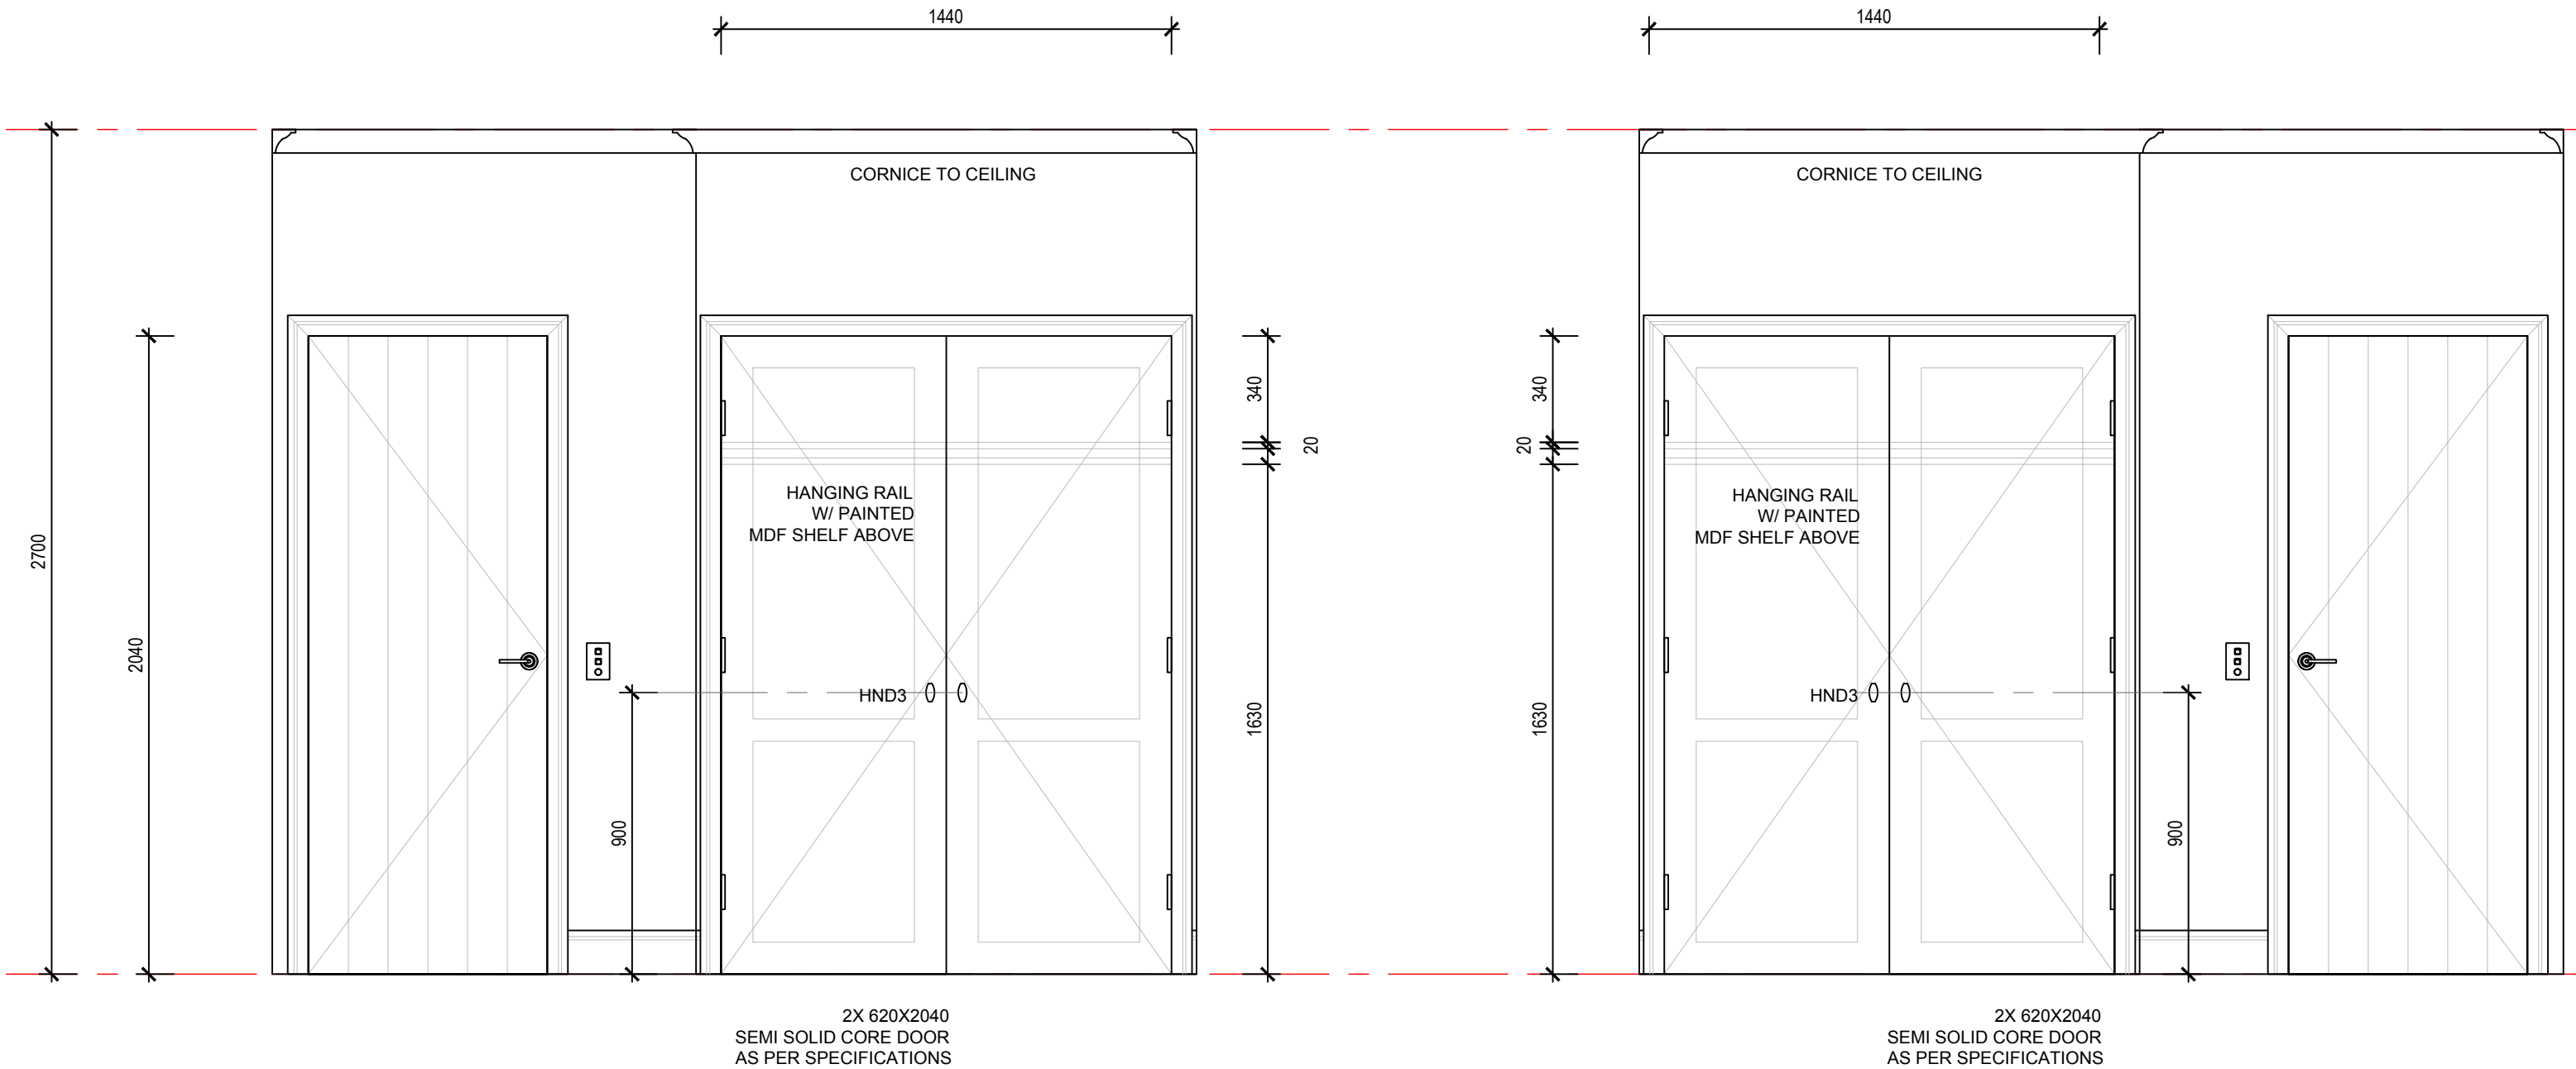 1440
1440
CORNICE TO CEILING
CORNICE TO CEILING
340
340
20
20
HANGING RAIL
W/ PAINTED
MDF SHELF ABOVE
HANGING RAIL
W/ PAINTED
MDF SHELF ABOVE
2700
2040
HND3
HND3
1630
1630
900
900
2X 620X2040
SEMI SOLID CORE DOOR
AS PER SPECIFICATIONS
2X 620X2040
SEMI SOLID CORE DOOR
AS PER SPECIFICATIONS